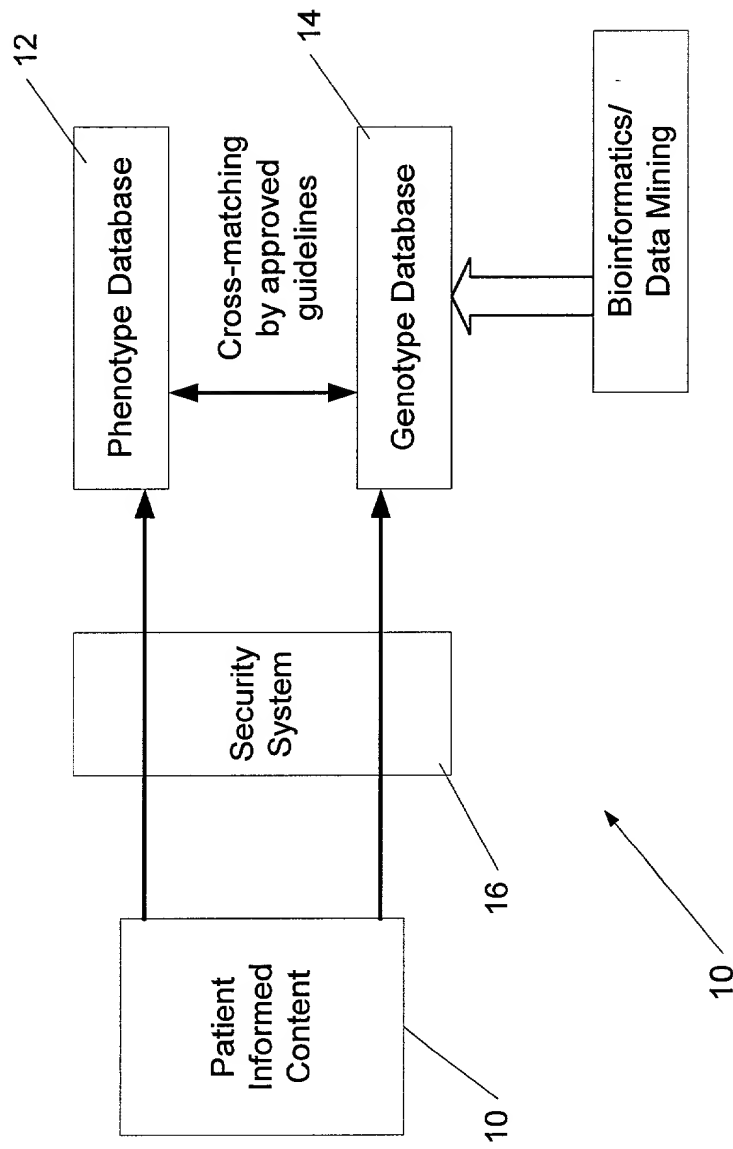 Patient
Informed
Content
10
Security
System
16
Phenotype Database
12
Cross-matching
by approved
guidelines
Genotype Database
14
Bioinformatics/
Data Mining
10